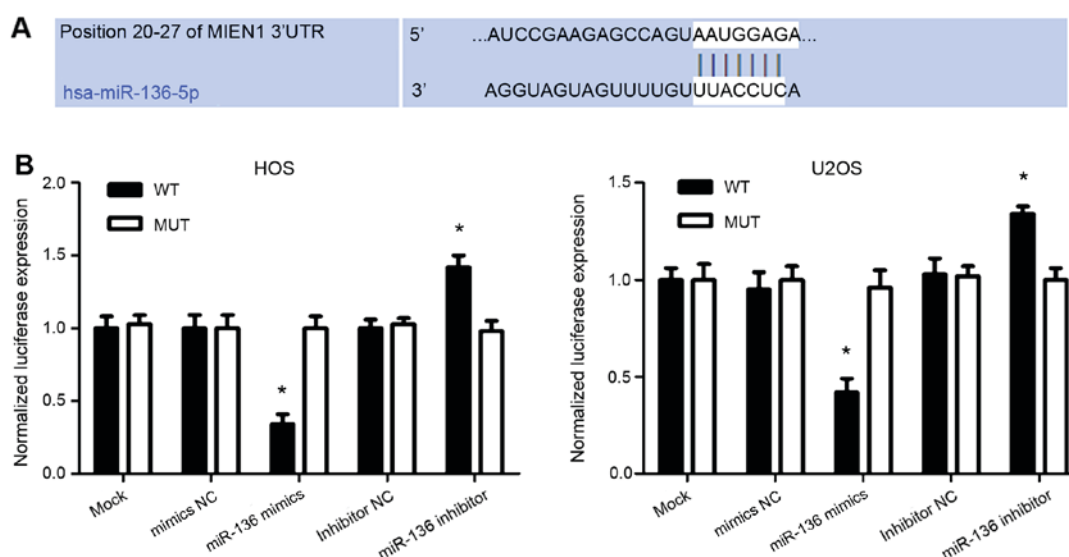 A
Position 20-27 of MIEN1 3'UTR
5' ...AUCCGAAGAGCCAGUAAUGGAGA...
hsa-miR-136-5p
3' AGGUAGUAGUUUUGUUUACCUCA
B
HOS
WT
MUT
Normalized luciferase expression
2.0
1.5
1.0
0.5
0.0
*
*
Mock
mimics NC
miR-136 mimics
Inhibitor NC
miR-136 inhibitor
U2OS
WT
MUT
Normalized luciferase expression
1.5
1.0
0.5
0.0
*
*
Mock
mimics NC
miR-136 mimics
Inhibitor NC
miR-136 inhibitor